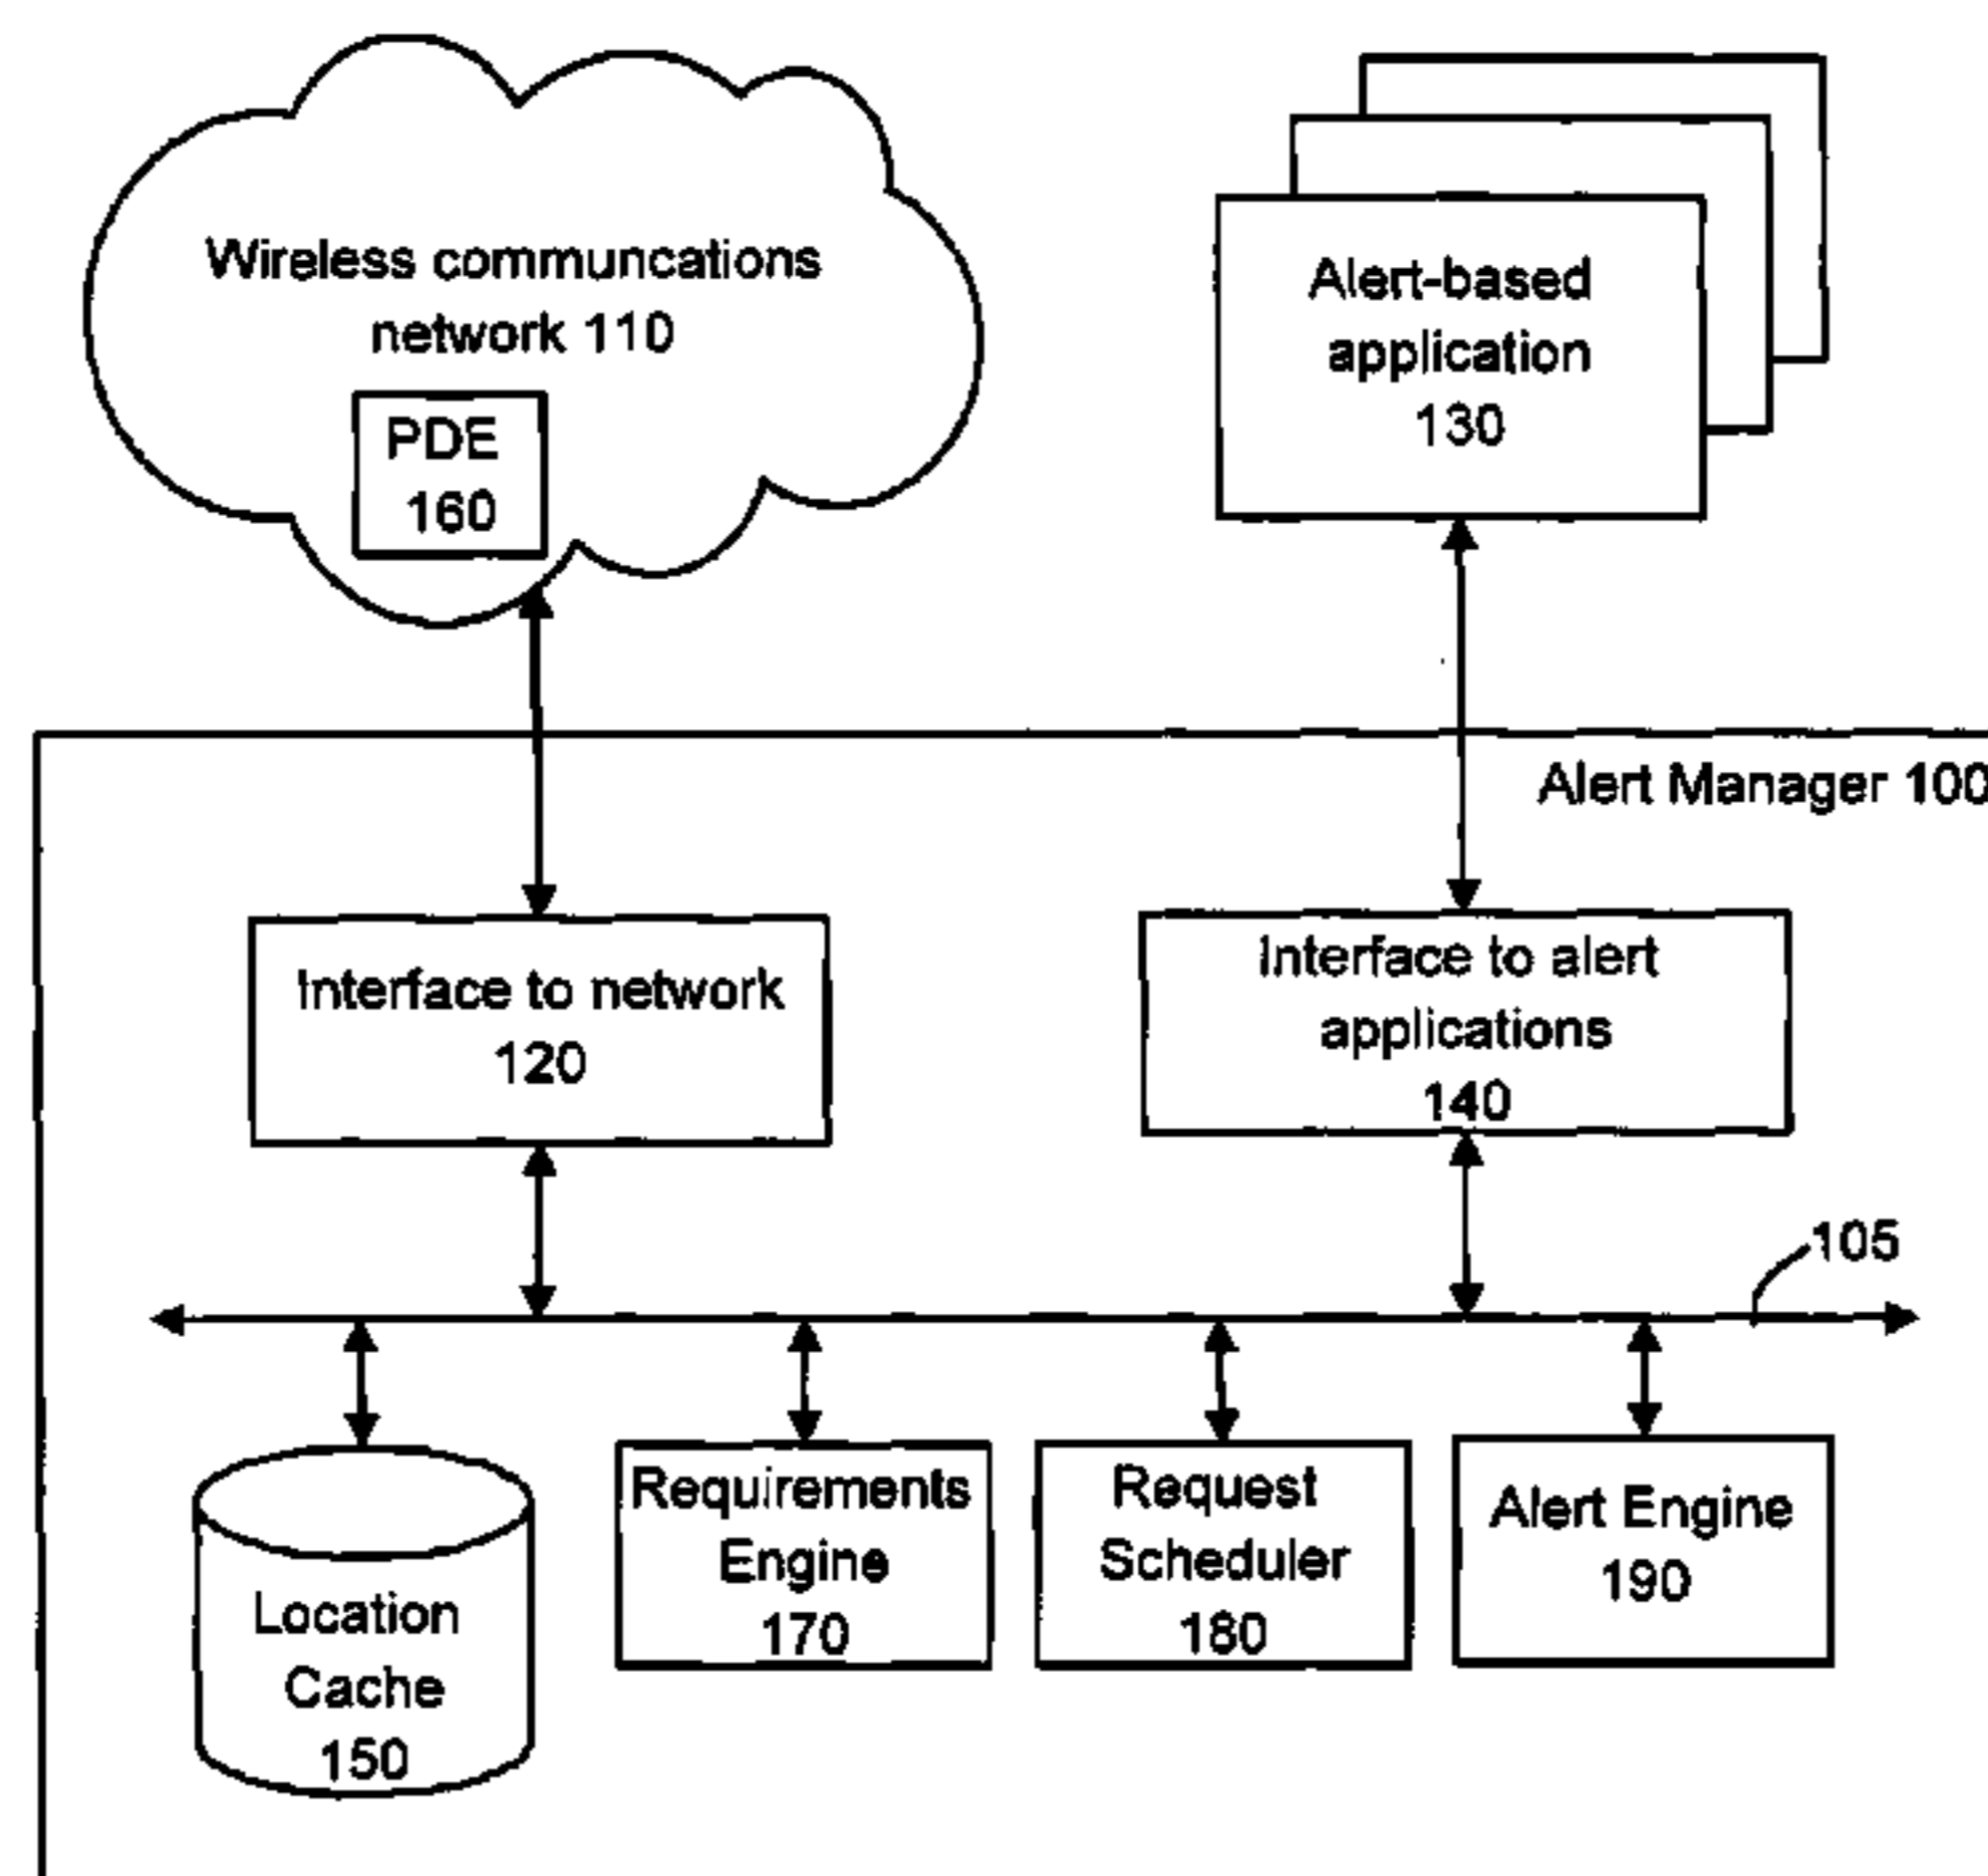 Wireless communcations
network 110
PDE
160
Alert-based
application
130
Alert Manager 100
Interface to network
120
Interface to alert
applications
140
105
Location
Cache
150
Requirements
Engine
170
Request
Scheduler
180
Alert Engine
190